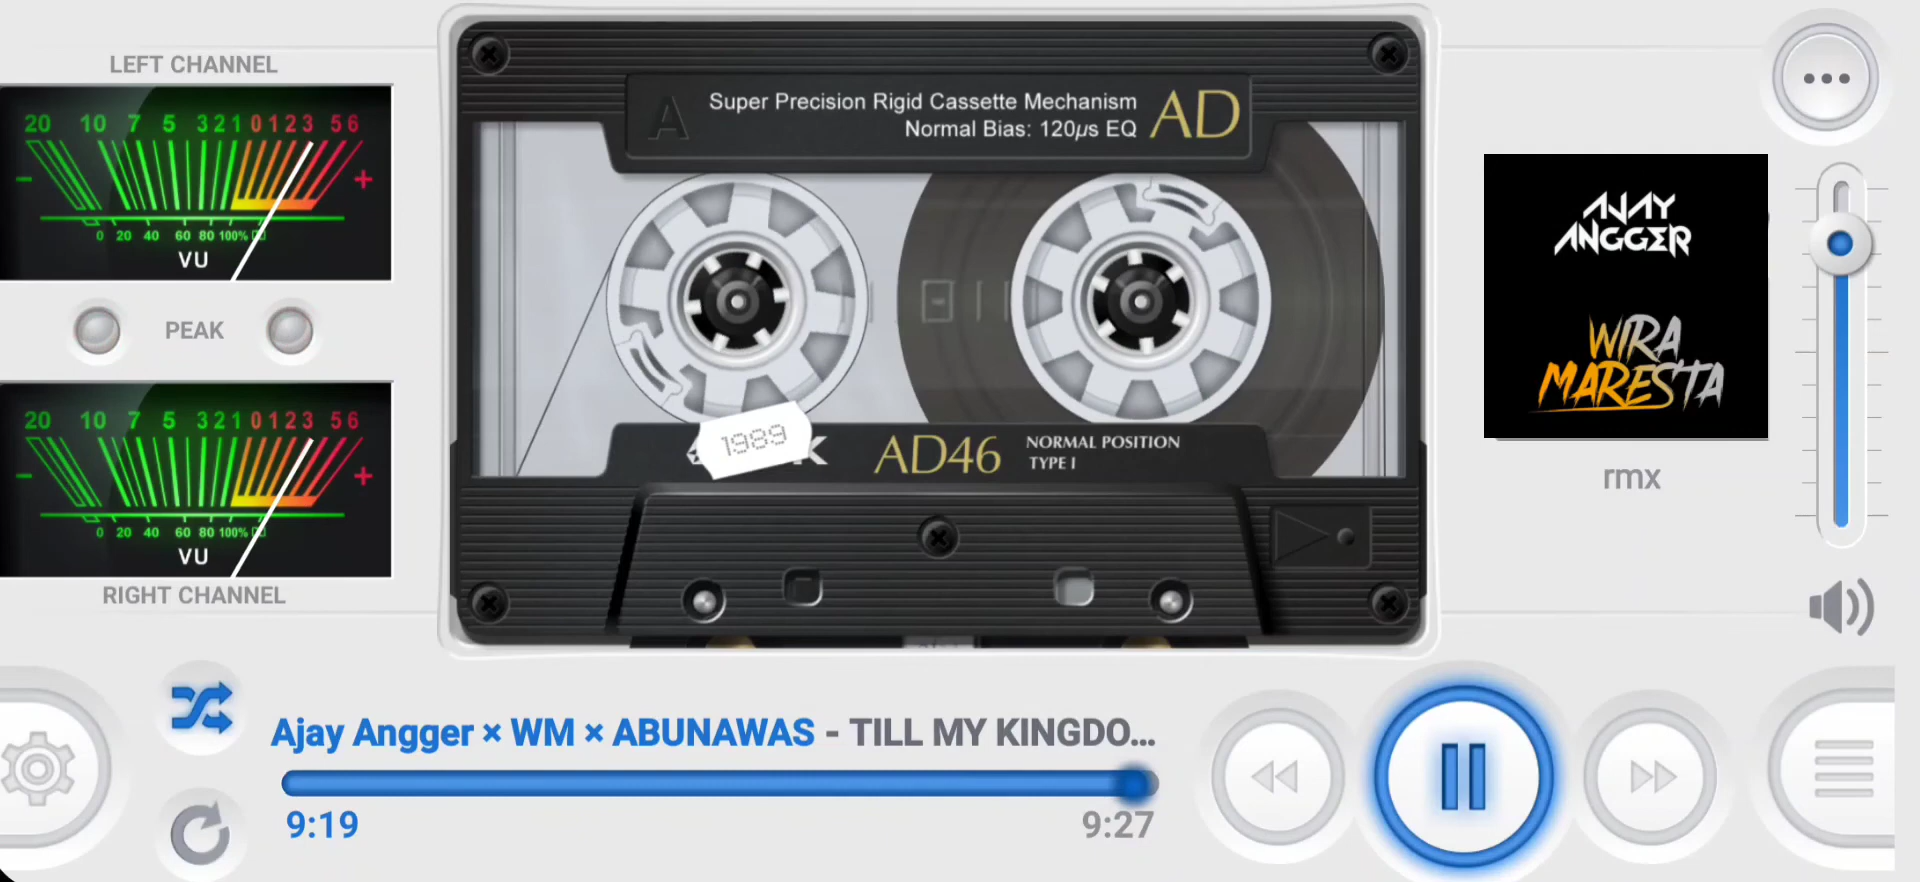 LEFT CHANNEL
20 10 7 5 3 2 1 0 1 2 3 5 6
- +
0 20 40 60 80 100%
VU
PEAK
20 10 7 5 3 2 1 0 1 2 3 5 6
- +
0 20 40 60 80 100%
VU
RIGHT CHANNEL
A
Super Precision Rigid Cassette Mechanism
Normal Bias: 120µs EQ
AD
1989
K
AD46
NORMAL POSITION
TYPE I
AJAY
ANGGER
WIRA
MARESTA
rmx
Ajay Angger × WM × ABUNAWAS - TILL MY KINGDO...
9:19
9:27